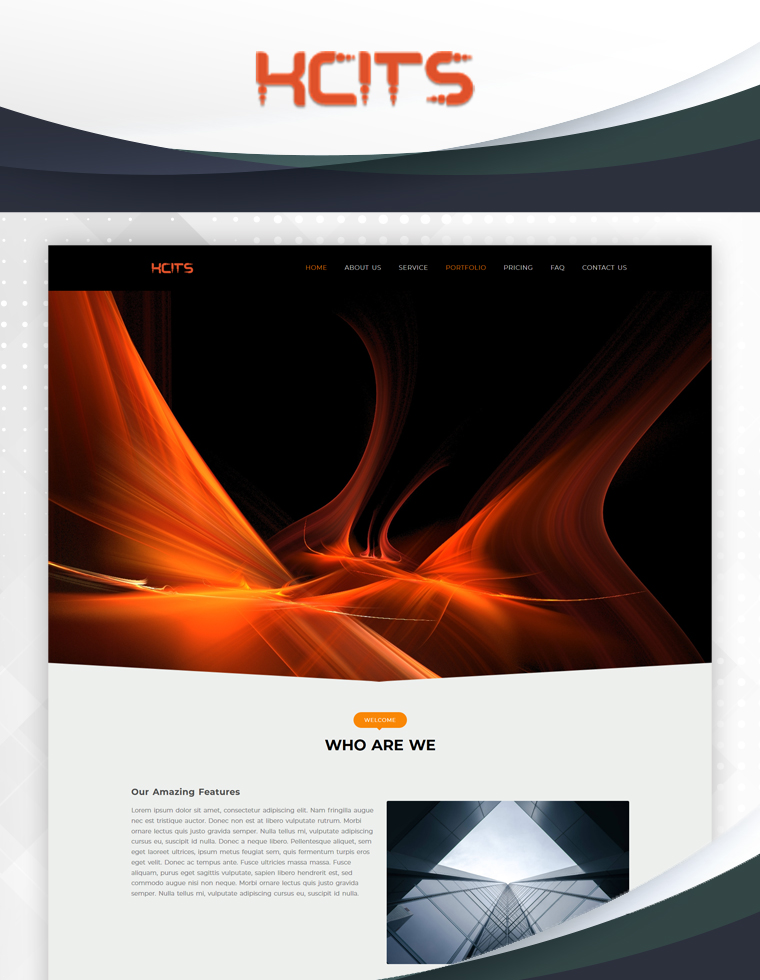 KCITS
KCITS HOME ABOUT US SERVICE PORTFOLIO PRICING FAQ CONTACT US
WELCOME
WHO ARE WE
Our Amazing Features
Lorem ipsum dolor sit amet, consectetur adipiscing elit. Nam fringilla augue
nec est tristique auctor. Donec non est at libero vulputate rutrum. Morbi
ornare lectus quis justo gravida semper. Nulla tellus mi, vulputate adipiscing
cursus eu, suscipit id nulla. Donec a neque libero. Pellentesque aliquet, sem
eget laoreet ultrices, ipsum metus feugiat sem, quis fermentum turpis eros
eget velit. Donec ac tempus ante. Fusce ultricies massa massa. Fusce
aliquam, purus eget sagittis vulputate, sapien libero hendrerit est, sed
commodo augue nisi non neque. Morbi ornare lectus quis justo gravida
semper. Nulla tellus mi, vulputate adipiscing cursus eu, suscipit id nulla.